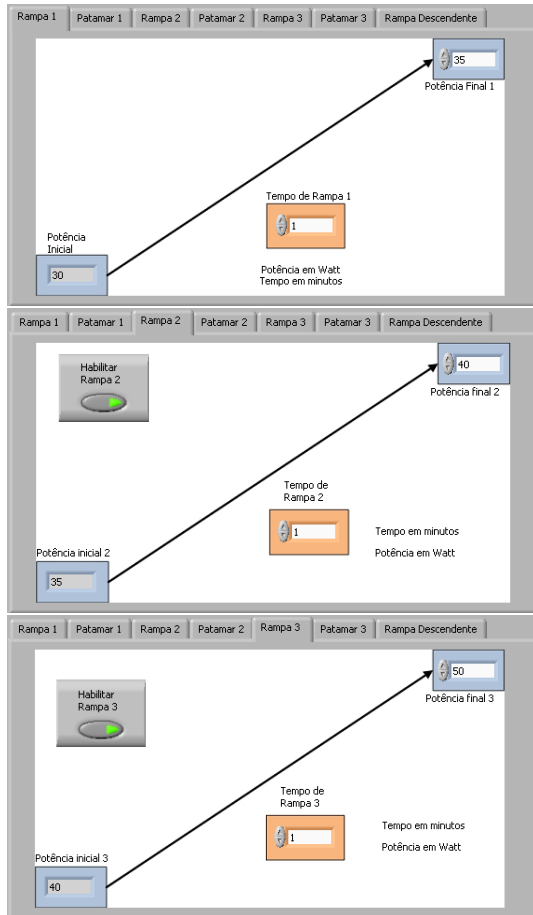 Rampa 1 Patamar 1 Rampa 2 Patamar 2 Rampa 3 Patamar 3 Rampa Descendente
35
Potência Final 1
Tempo de Rampa 1
1
Potência
Inicial
30
Potência em Watt
Tempo em minutos
Rampa 1 Patamar 1 Rampa 2 Patamar 2 Rampa 3 Patamar 3 Rampa Descendente
Habilitar
Rampa 2
40
Potência final 2
Tempo de
Rampa 2
1
Tempo em minutos
Potência em Watt
Potência inicial 2
35
Rampa 1 Patamar 1 Rampa 2 Patamar 2 Rampa 3 Patamar 3 Rampa Descendente
Habilitar
Rampa 3
50
Potência final 3
Tempo de
Rampa 3
1
Tempo em minutos
Potência em Watt
Potência inicial 3
40